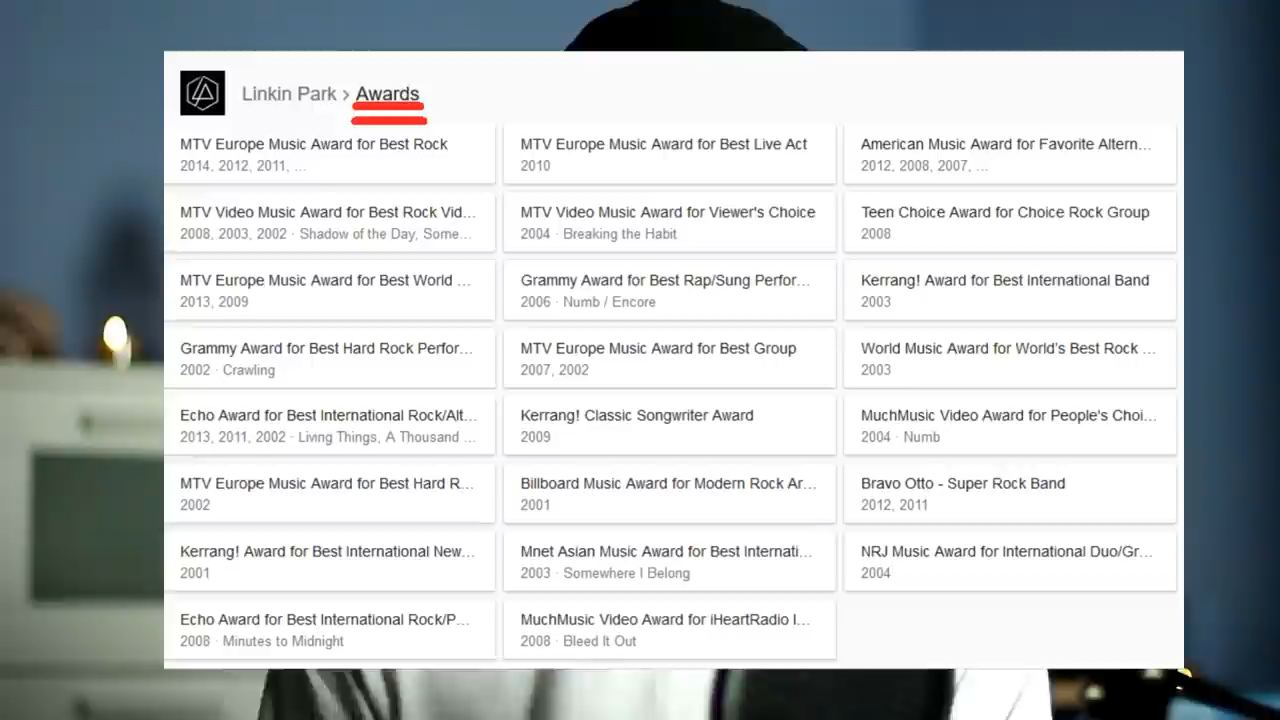 Linkin Park › Awards
MTV Europe Music Award for Best Rock
2014, 2012, 2011, ...
MTV Europe Music Award for Best Live Act
2010
American Music Award for Favorite Altern...
2012, 2008, 2007, ...
MTV Video Music Award for Best Rock Vid...
2008, 2003, 2002 · Shadow of the Day, Some...
MTV Video Music Award for Viewer's Choice
2004 · Breaking the Habit
Teen Choice Award for Choice Rock Group
2008
MTV Europe Music Award for Best World ...
2013, 2009
Grammy Award for Best Rap/Sung Perfor...
2006 · Numb / Encore
Kerrang! Award for Best International Band
2003
Grammy Award for Best Hard Rock Perfor...
2002 · Crawling
MTV Europe Music Award for Best Group
2007, 2002
World Music Award for World's Best Rock ...
2003
Echo Award for Best International Rock/Alt...
2013, 2011, 2002 · Living Things, A Thousand ...
Kerrang! Classic Songwriter Award
2009
MuchMusic Video Award for People's Choi...
2004 · Numb
MTV Europe Music Award for Best Hard R...
2002
Billboard Music Award for Modern Rock Ar...
2001
Bravo Otto - Super Rock Band
2012, 2011
Kerrang! Award for Best International New...
2001
Mnet Asian Music Award for Best Internati...
2003 · Somewhere I Belong
NRJ Music Award for International Duo/Gr...
2004
Echo Award for Best International Rock/P...
2008 · Minutes to Midnight
MuchMusic Video Award for iHeartRadio I...
2008 · Bleed It Out